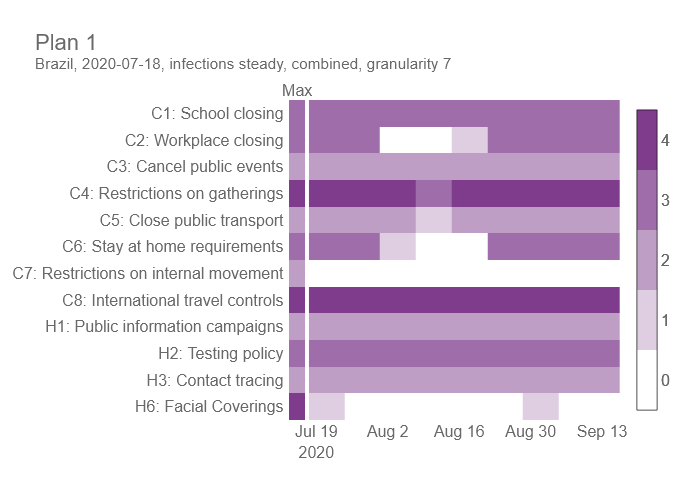 Plan 1
Brazil, 2020-07-18, infections steady, combined, granularity 7
Max
C1: School closing
C2: Workplace closing
C3: Cancel public events
C4: Restrictions on gatherings
C5: Close public transport
C6: Stay at home requirements
C7: Restrictions on internal movement
C8: International travel controls
H1: Public information campaigns
H2: Testing policy
H3: Contact tracing
H6: Facial Coverings
Jul 19 Aug 2 Aug 16 Aug 30 Sep 13
2020
4
3
2
1
0